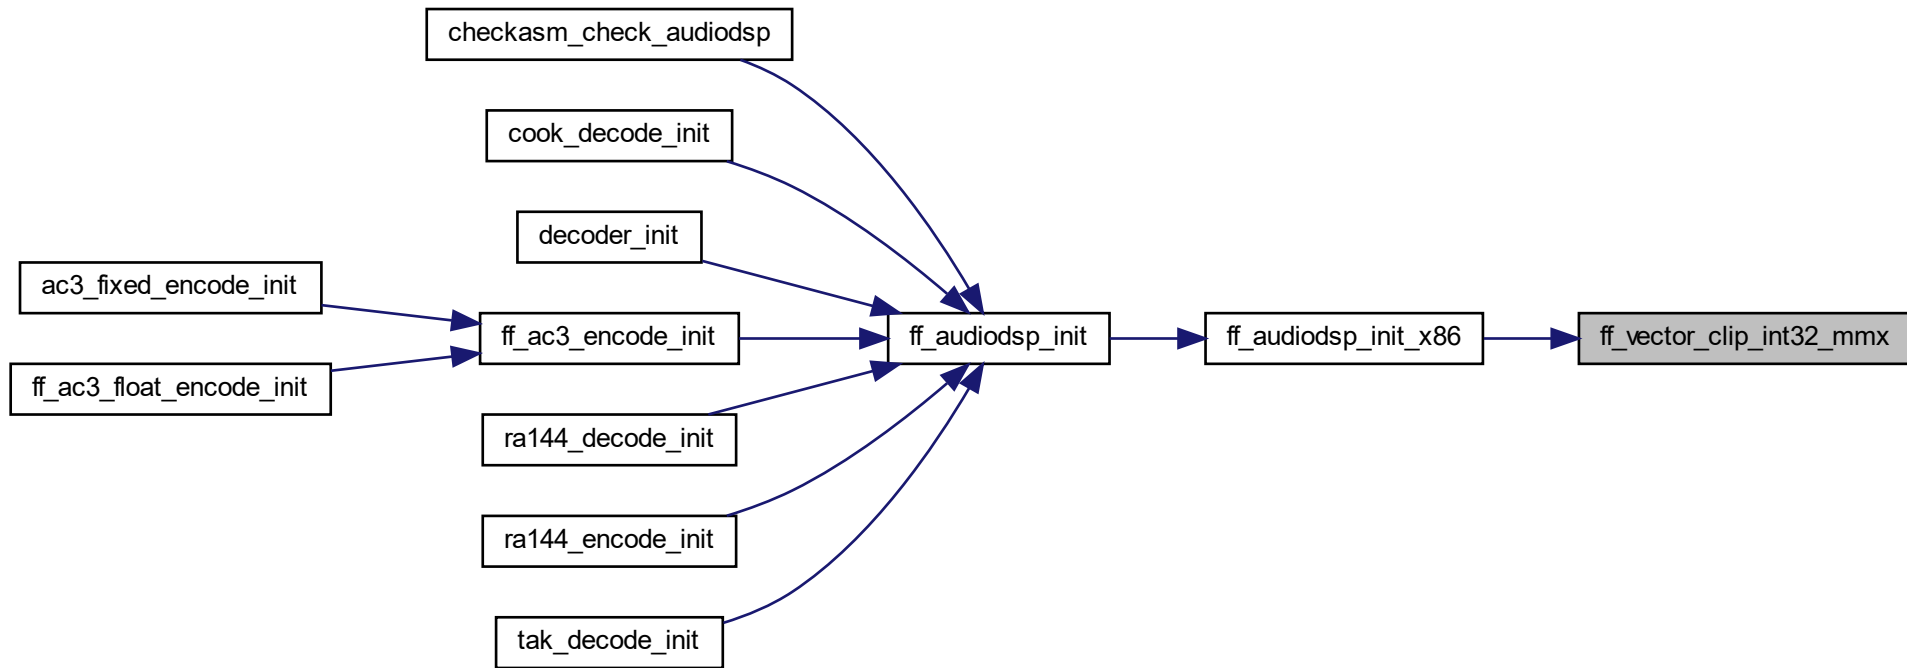 checkasm_check_audiodsp
cook_decode_init
decoder_init
ac3_fixed_encode_init
ff_ac3_encode_init
ff_audiodsp_init
ff_audiodsp_init_x86
ff_vector_clip_int32_mmx
ff_ac3_float_encode_init
ra144_decode_init
ra144_encode_init
tak_decode_init